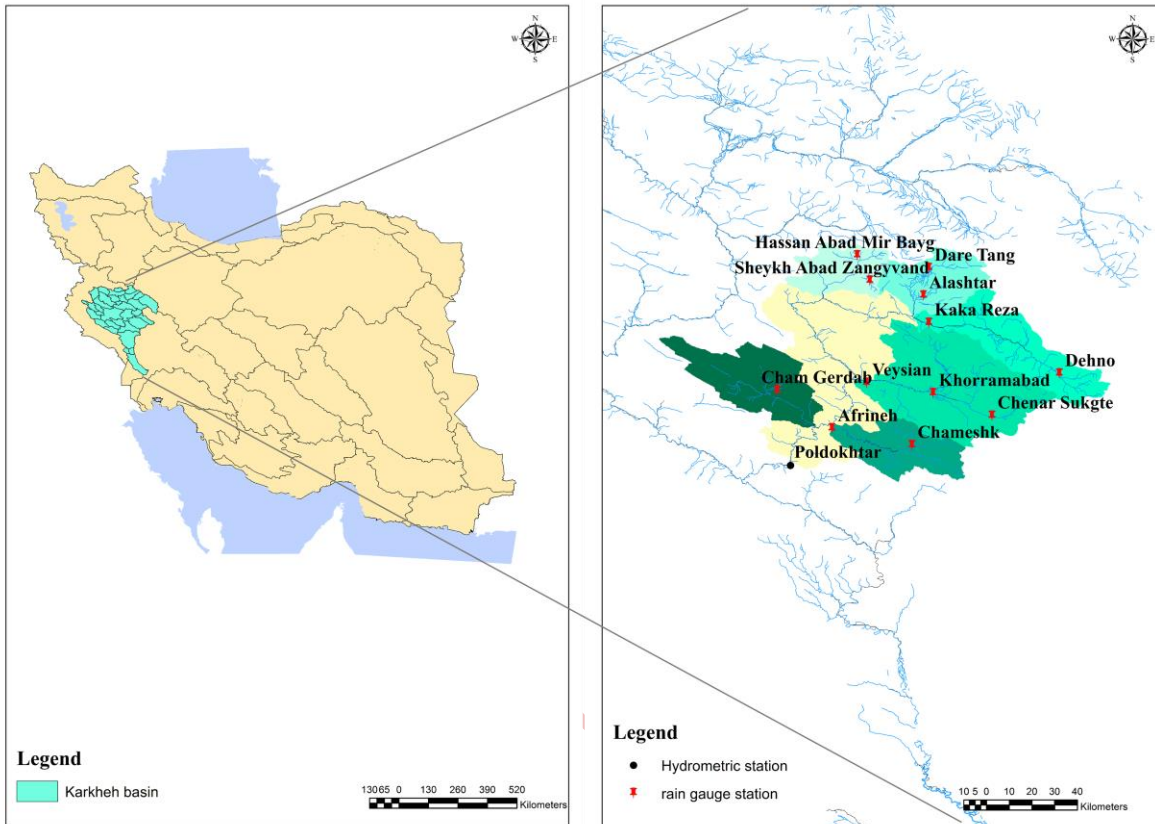 N
W E
S
Legend
Karkheh basin
130 65 0 130 260 390 520
Kilometers
N
W E
S
Hassan Abad Mir Bayg
Dare Tang
Sheykh Abad Zangyvand
Alashtar
Kaka Reza
Dehno
Veysian
Cham Gerdab
Khorramabad
Chenar Sukgte
Afrineh
Chameshk
Poldokhtar
Legend
Hydrometric station
rain gauge station
10 5 0 10 20 30 40
Kilometers